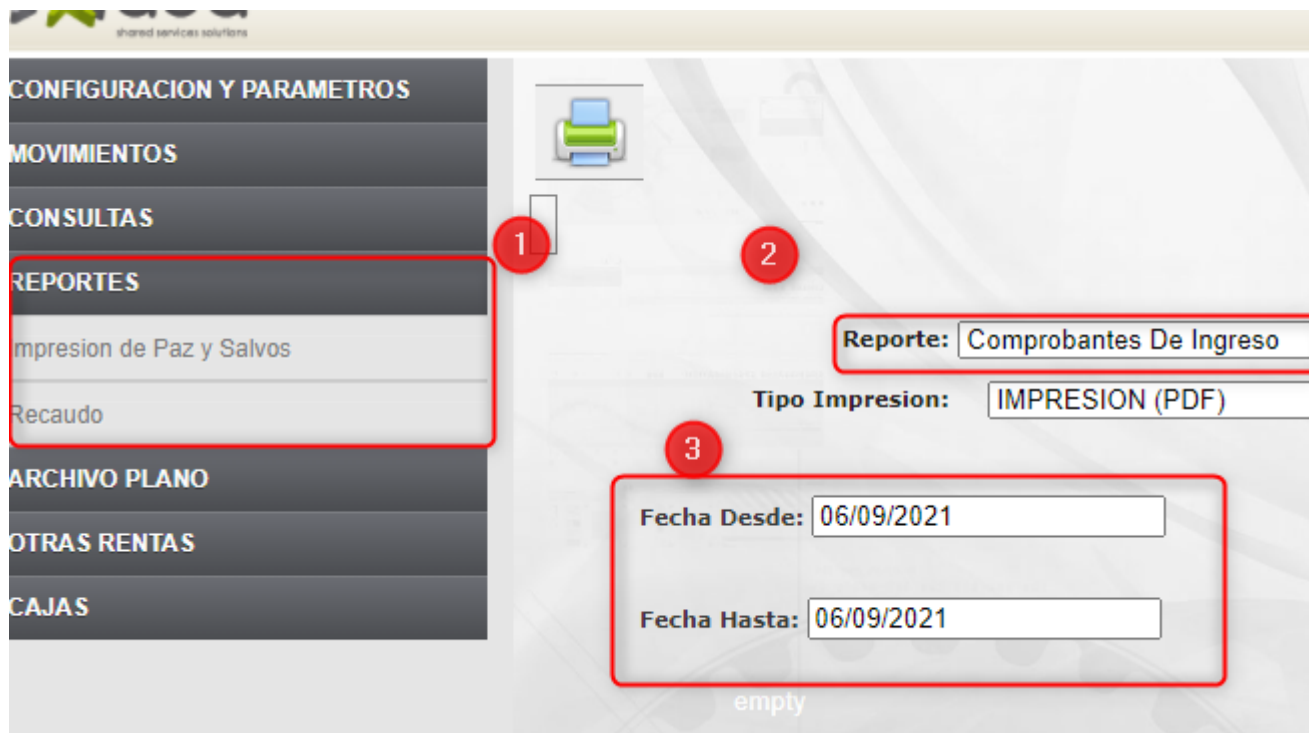 shared services solutions
CONFIGURACION Y PARAMETROS
MOVIMIENTOS
CONSULTAS
REPORTES
mpresion de Paz y Salvos
Recaudo
ARCHIVO PLANO
OTRAS RENTAS
CAJAS
1
2
Reporte: Comprobantes De Ingreso
Tipo Impresion: IMPRESION (PDF)
3
Fecha Desde: 06/09/2021
Fecha Hasta: 06/09/2021
empty